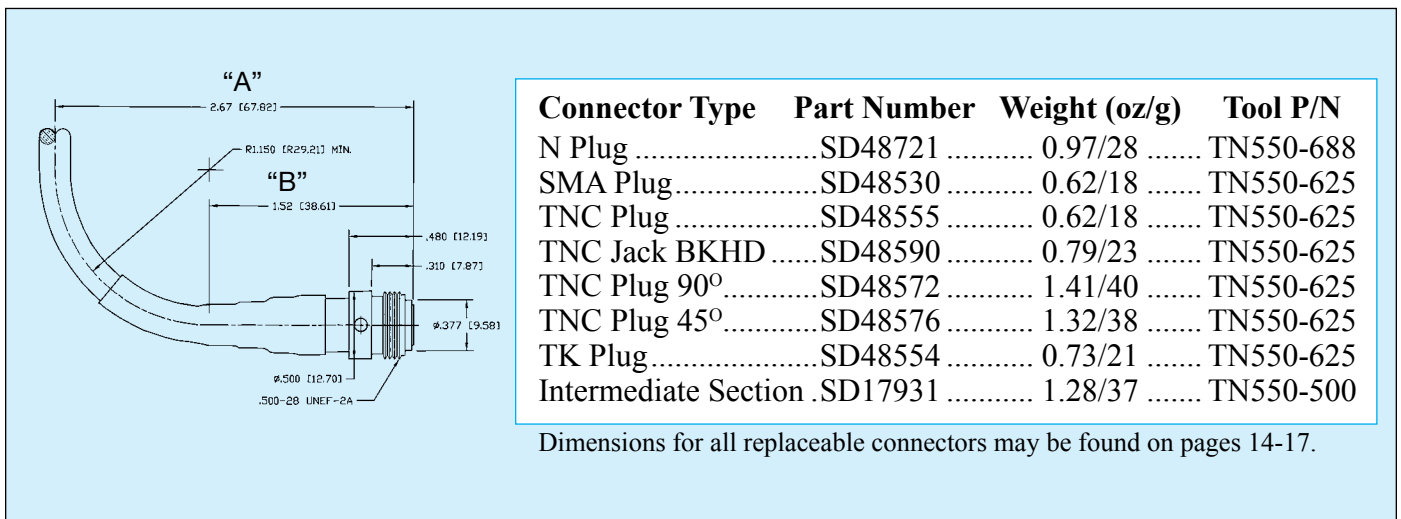 “A”
2.67 [67.82]
R1.150 [R29.21] MIN.
“B”
1.52 [38.61]
.480 [12.19]
.310 [7.87]
ø.377 [9.58]
ø.500 [12.70]
.500-28 UNEF-2A
Connector Type Part Number Weight (oz/g) Tool P/N
N Plug .......................SD48721 ........... 0.97/28 ....... TN550-688
SMA Plug..................SD48530 ........... 0.62/18 ....... TN550-625
TNC Plug ..................SD48555 ........... 0.62/18 ....... TN550-625
TNC Jack BKHD ......SD48590 ........... 0.79/23 ....... TN550-625
TNC Plug 90º............SD48572 ........... 1.41/40 ....... TN550-625
TNC Plug 45º............SD48576 ........... 1.32/38 ....... TN550-625
TK Plug.....................SD48554 ........... 0.73/21 ....... TN550-625
Intermediate Section .SD17931 ........... 1.28/37 ....... TN550-500
Dimensions for all replaceable connectors may be found on pages 14-17.